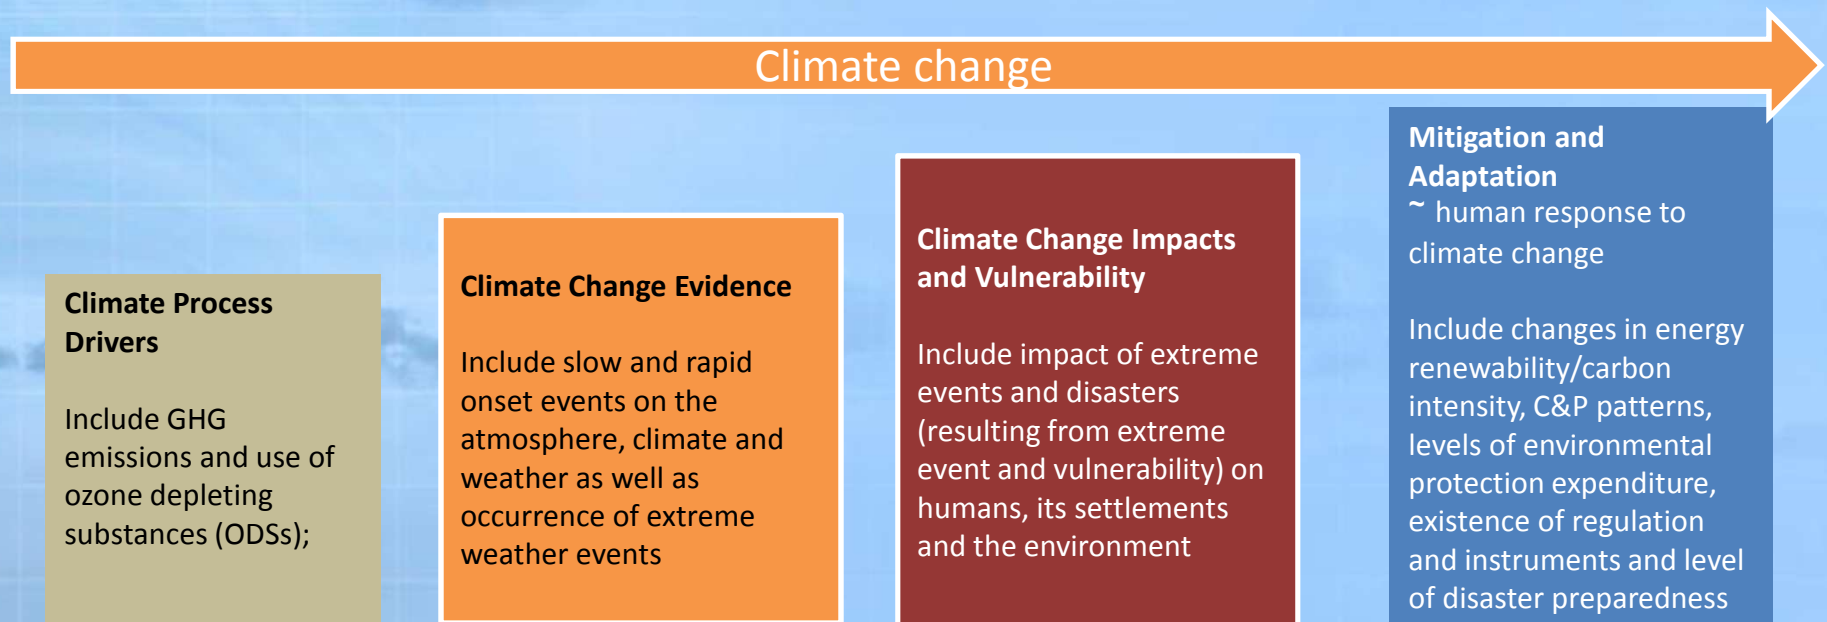 Climate change
Climate Process
Drivers
Include GHG
emissions and use of
ozone depleting
substances (ODSs);
Climate Change Evidence
Include slow and rapid
onset events on the
atmosphere, climate and
weather as well as
occurrence of extreme
weather events
Climate Change Impacts
and Vulnerability
Include impact of extreme
events and disasters
(resulting from extreme
event and vulnerability) on
humans, its settlements
and the environment
Mitigation and
Adaptation
~ human response to
climate change
Include changes in energy
renewability/carbon
intensity, C&P patterns,
levels of environmental
protection expenditure,
existence of regulation
and instruments and level
of disaster preparedness